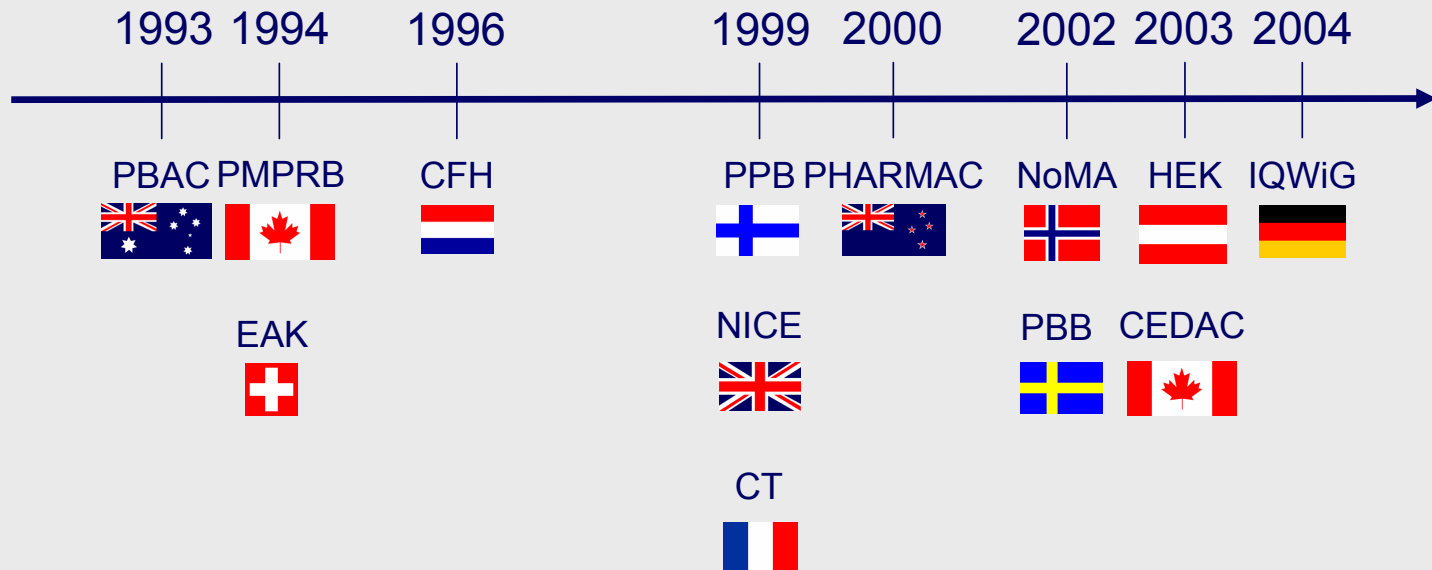 1993 1994 1996 1999 2000 2002 2003 2004
PBAC PMPRB CFH PPB PHARMAC NoMA HEK IQWiG
EAK NICE PBB CEDAC
CT